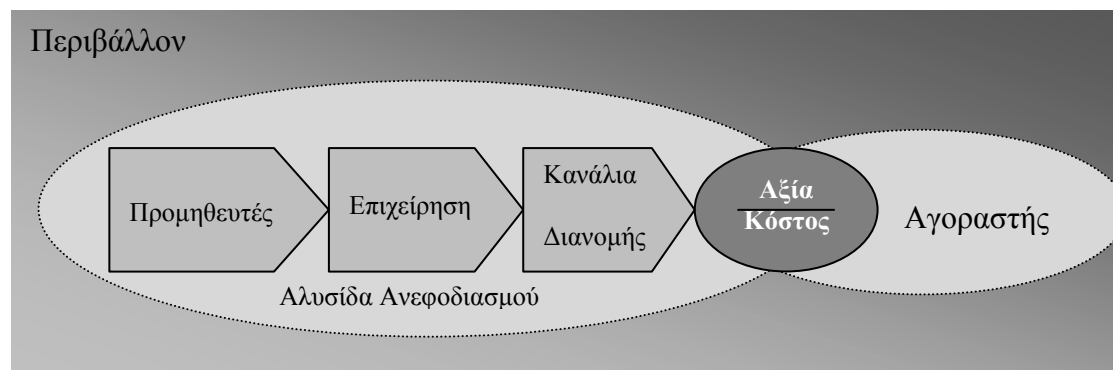 Περιβάλλον
Προμηθευτές
Επιχείρηση
Κανάλια
Διανομής
Αξία
Κόστος
Αγοραστής
Αλυσίδα Ανεφοδιασμού